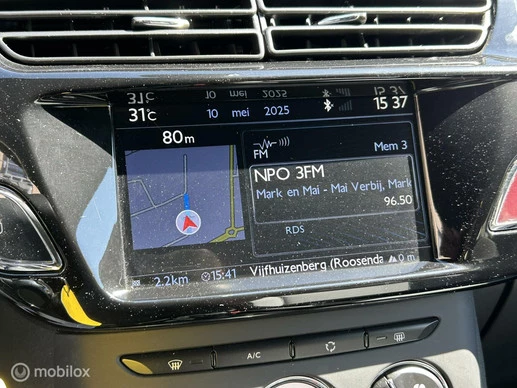 31°C 10 mei 2025 15 37
80m
FM Mem 3
NPO 3FM
Mark en Mai - Mai Verbij, Mark
96.50
RDS
2.2km 15:41 Vijfhuizenberg (Roosenda 0 m
A/C
mobilox